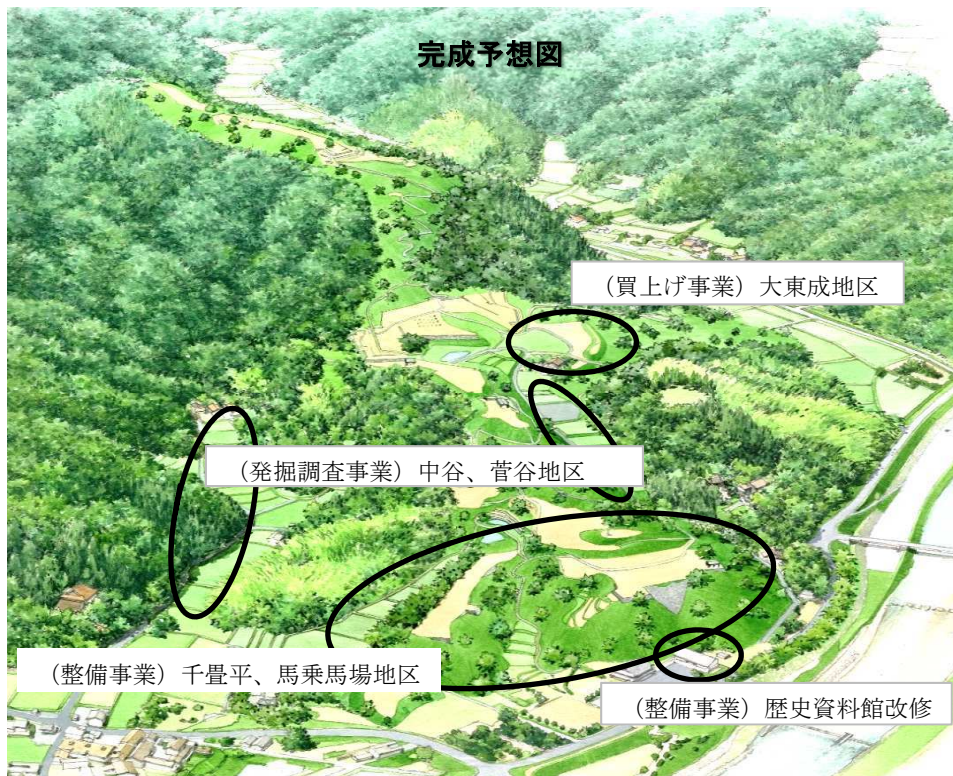 完成予想図
（買上げ事業）大東成地区
（発掘調査事業）中谷、菅谷地区
（整備事業）千畳平、馬乗馬場地区
（整備事業）歴史資料館改修